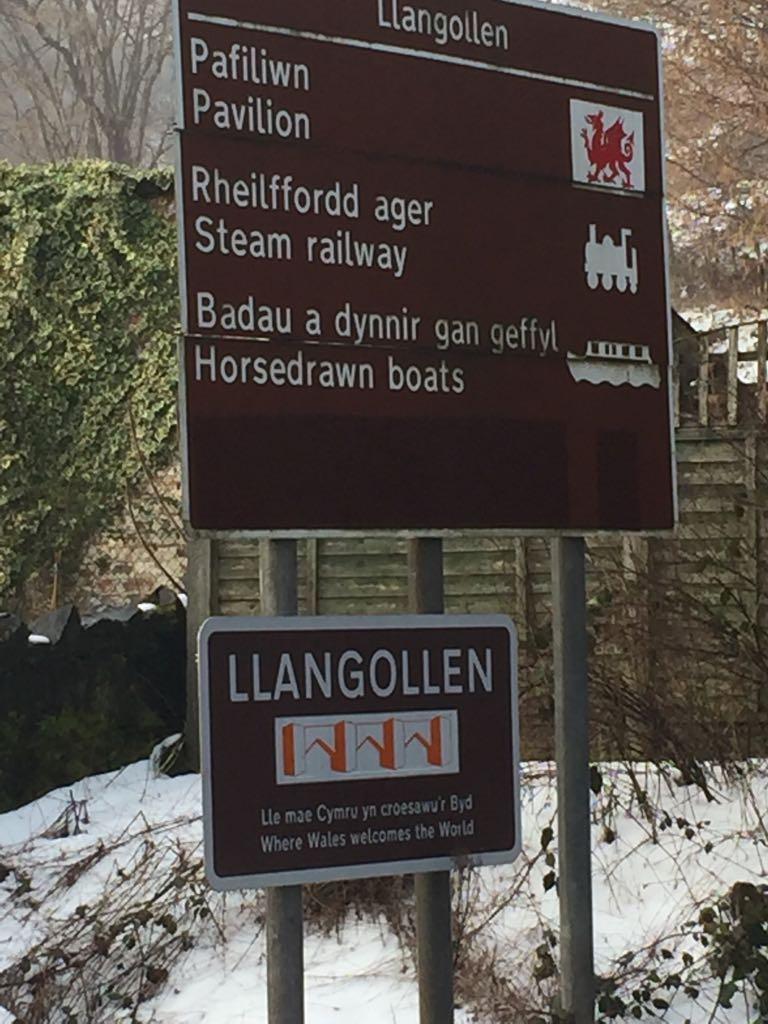 Llangollen
Pafiliwn
Pavilion
Rheilffordd ager
Steam railway
Badau a dynnir gan geffyl
Horsedrawn boats
LLANGOLLEN
Lle mae Cymru yn croesawu'r Byd
Where Wales welcomes the World